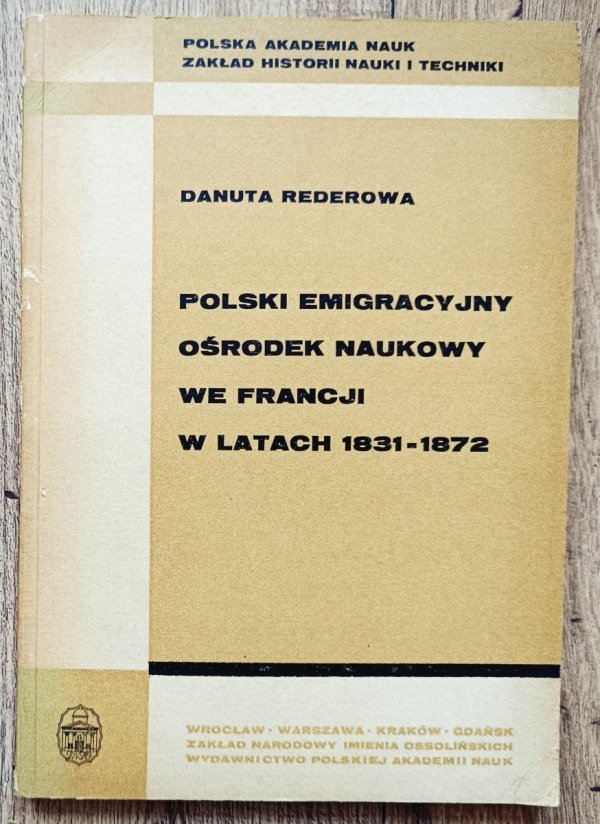 POLSKA AKADEMIA NAUK
ZAKŁAD HISTORII NAUKI I TECHNIKI
DANUTA REDEROWA
POLSKI EMIGRACYJNY
OŚRODEK NAUKOWY
WE FRANCJI
W LATACH 1831-1872
WROCŁAW · WARSZAWA · KRAKÓW · GDAŃSK
ZAKŁAD NARODOWY IMIENIA OSSOLIŃSKICH
WYDAWNICTWO POLSKIEJ AKADEMII NAUK